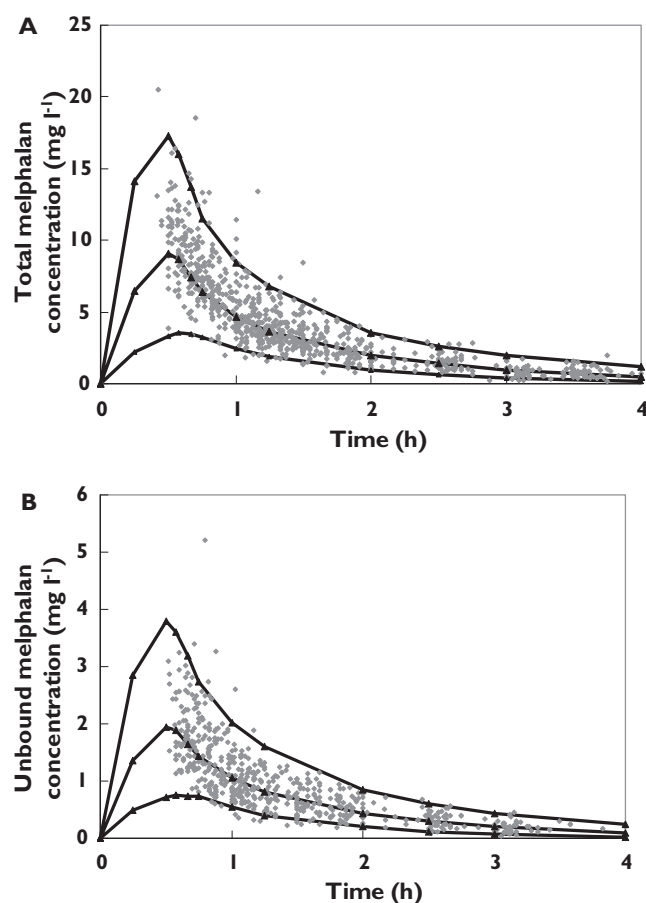 A
Total melphalan
concentration (mg l-1)
25
20
15
10
5
0
0 1 2 3 4
Time (h)
B
Unbound melphalan
concentration (mg l-1)
6
5
4
3
2
1
0
0 1 2 3 4
Time (h)